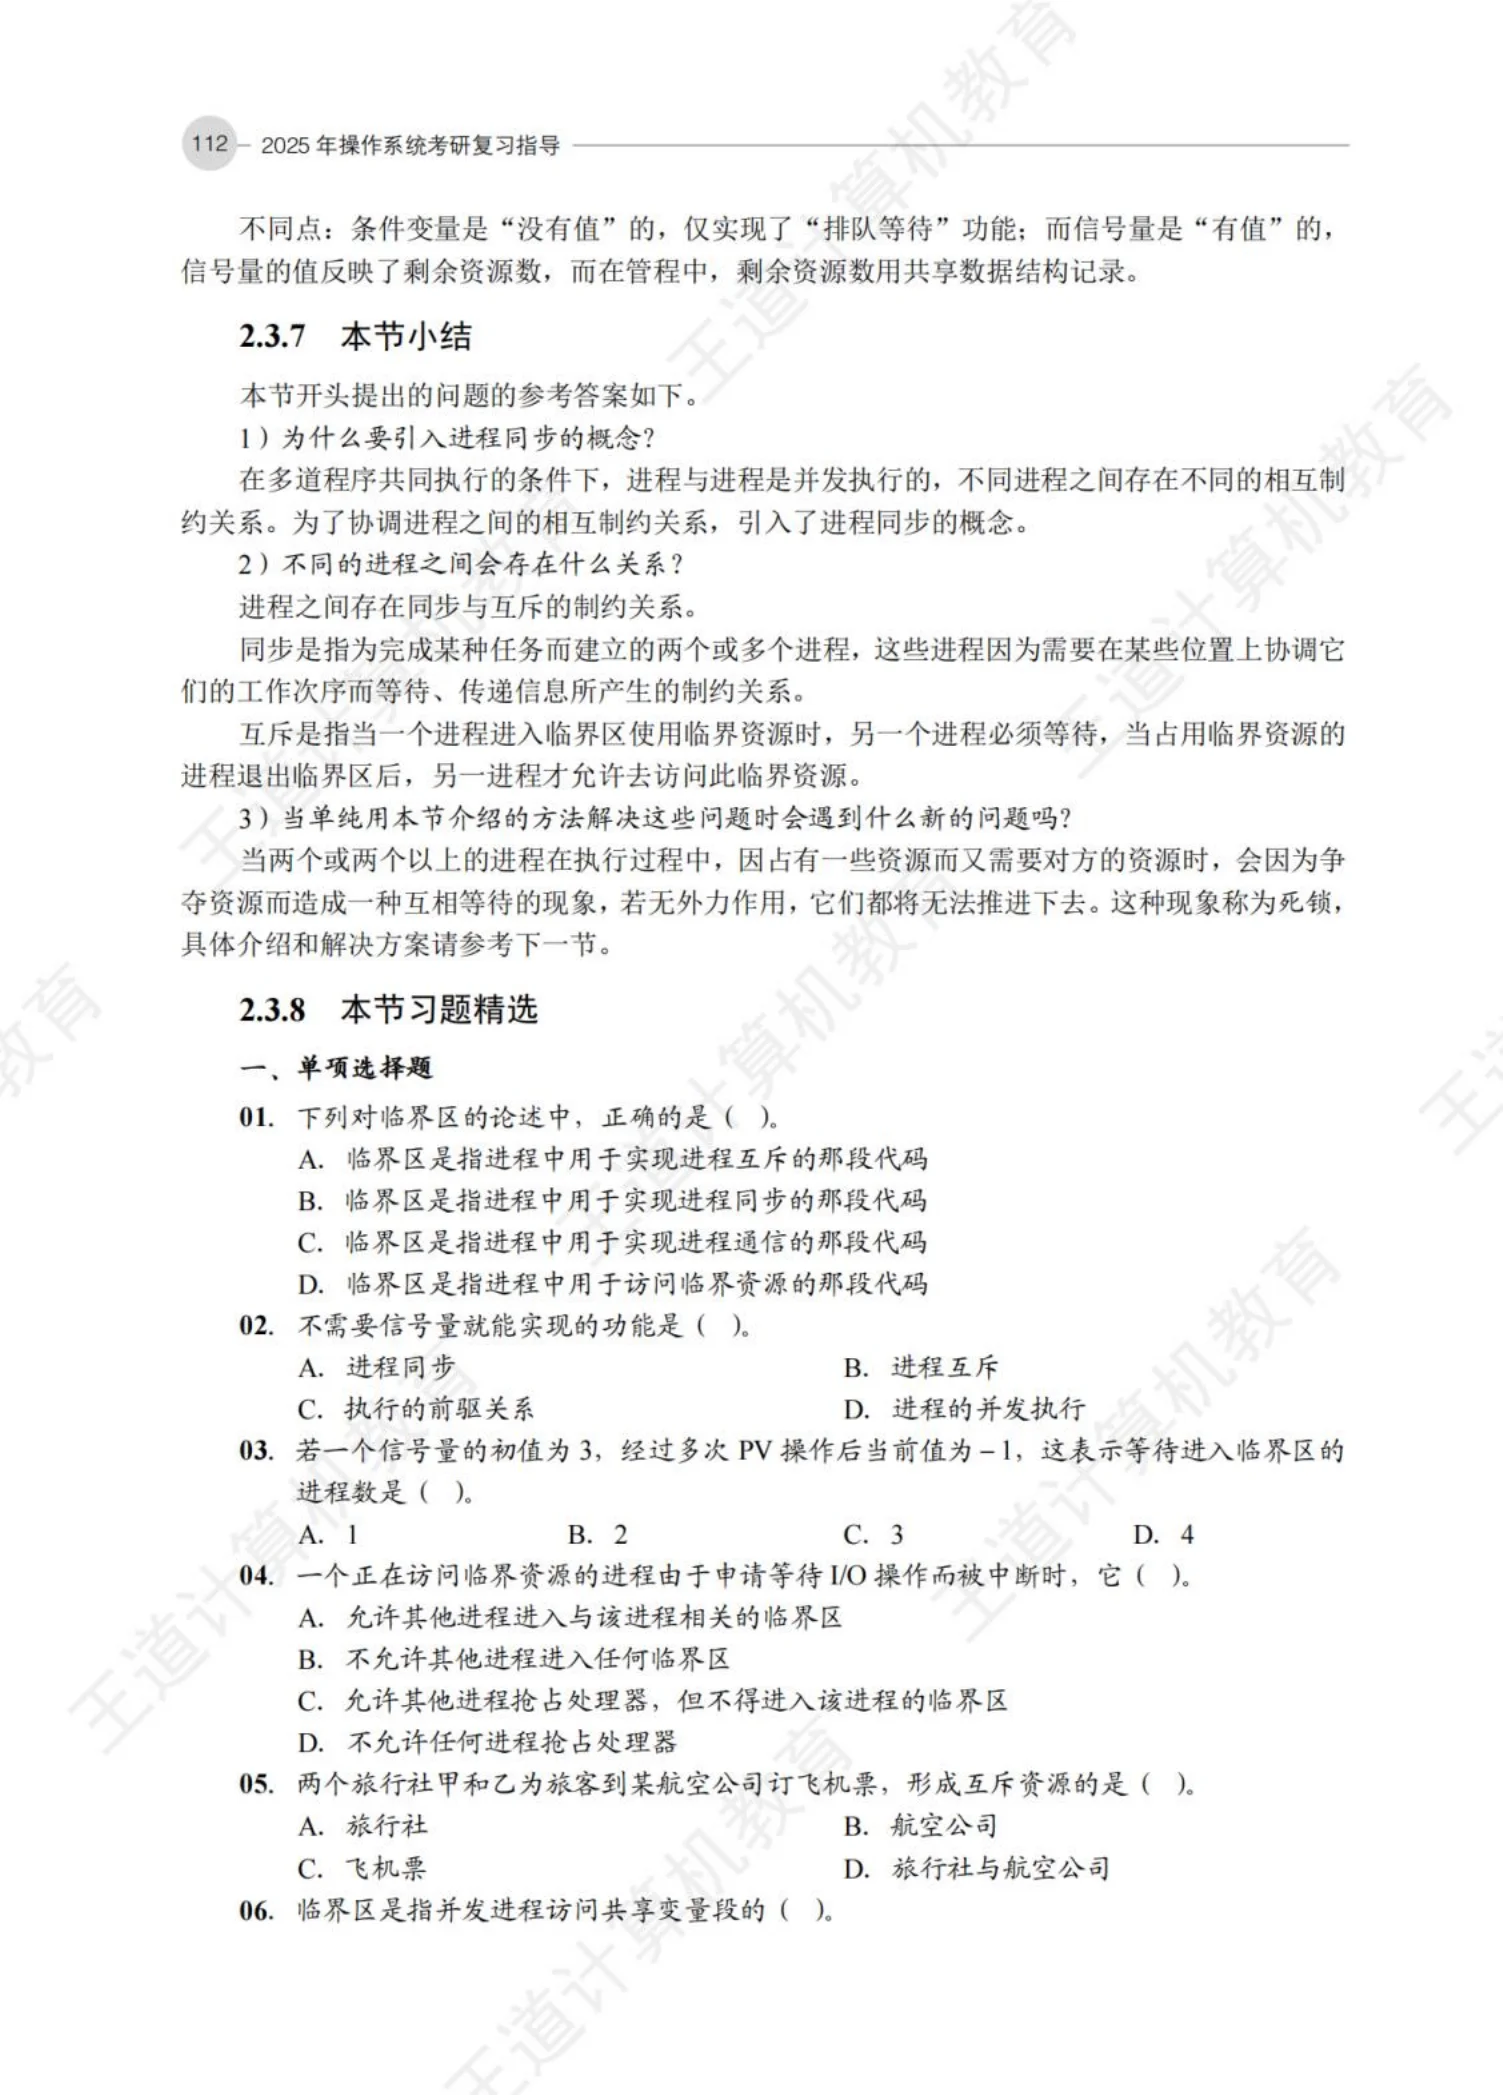 112 2025 年操作系统考研复习指导
不同点：条件变量是“没有值”的，仅实现了“排队等待”功能；而信号量是“有值”的，
信号量的值反映了剩余资源数，而在管程中，剩余资源数用共享数据结构记录。
2.3.7 本节小结
本节开头提出的问题的参考答案如下。
1）为什么要引入进程同步的概念？
在多道程序共同执行的条件下，进程与进程是并发执行的，不同进程之间存在不同的相互制
约关系。为了协调进程之间的相互制约关系，引入了进程同步的概念。
2）不同的进程之间会存在什么关系？
进程之间存在同步与互斥的制约关系。
同步是指为完成某种任务而建立的两个或多个进程，这些进程因为需要在某些位置上协调它
们的工作次序而等待、传递信息所产生的制约关系。
互斥是指当一个进程进入临界区使用临界资源时，另一个进程必须等待，当占用临界资源的
进程退出临界区后，另一进程才允许去访问此临界资源。
3）当单纯用本节介绍的方法解决这些问题时会遇到什么新的问题吗？
当两个或两个以上的进程在执行过程中，因占有一些资源而又需要对方的资源时，会因为争
夺资源而造成一种互相等待的现象，若无外力作用，它们都将无法推进下去。这种现象称为死锁，
具体介绍和解决方案请参考下一节。
2.3.8 本节习题精选
一、单项选择题
01. 下列对临界区的论述中，正确的是（ ）。
A. 临界区是指进程中用于实现进程互斥的那段代码
B. 临界区是指进程中用于实现进程同步的那段代码
C. 临界区是指进程中用于实现进程通信的那段代码
D. 临界区是指进程中用于访问临界资源的那段代码
02. 不需要信号量就能实现的功能是（ ）。
A. 进程同步 B. 进程互斥
C. 执行的前驱关系 D. 进程的并发执行
03. 若一个信号量的初值为 3，经过多次 PV 操作后当前值为 –1，这表示等待进入临界区的
进程数是（ ）。
A. 1 B. 2 C. 3 D. 4
04. 一个正在访问临界资源的进程由于申请等待 I/O 操作而被中断时，它（ ）。
A. 允许其他进程进入与该进程相关的临界区
B. 不允许其他进程进入任何临界区
C. 允许其他进程抢占处理器，但不得进入该进程的临界区
D. 不允许任何进程抢占处理器
05. 两个旅行社甲和乙为旅客到某航空公司订飞机票，形成互斥资源的是（ ）。
A. 旅行社 B. 航空公司
C. 飞机票 D. 旅行社与航空公司
06. 临界区是指并发进程访问共享变量段的（ ）。
王道计算机教育